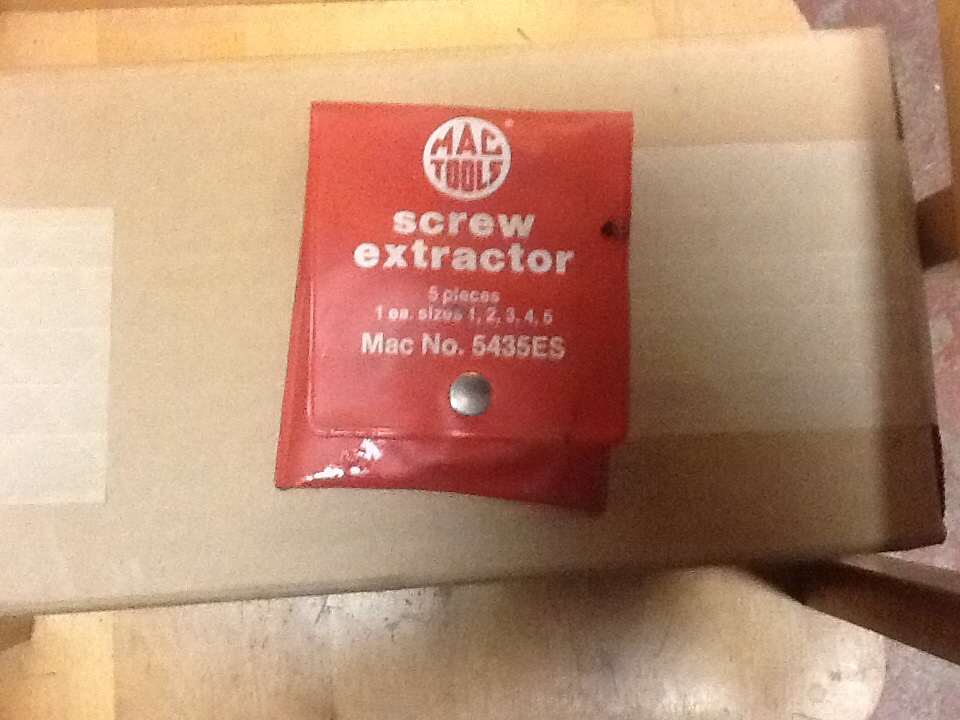 MAC
TOOLS
screw
extractor
5 pieces
1 ea. sizes 1, 2, 3, 4, 5
Mac No. 5435ES